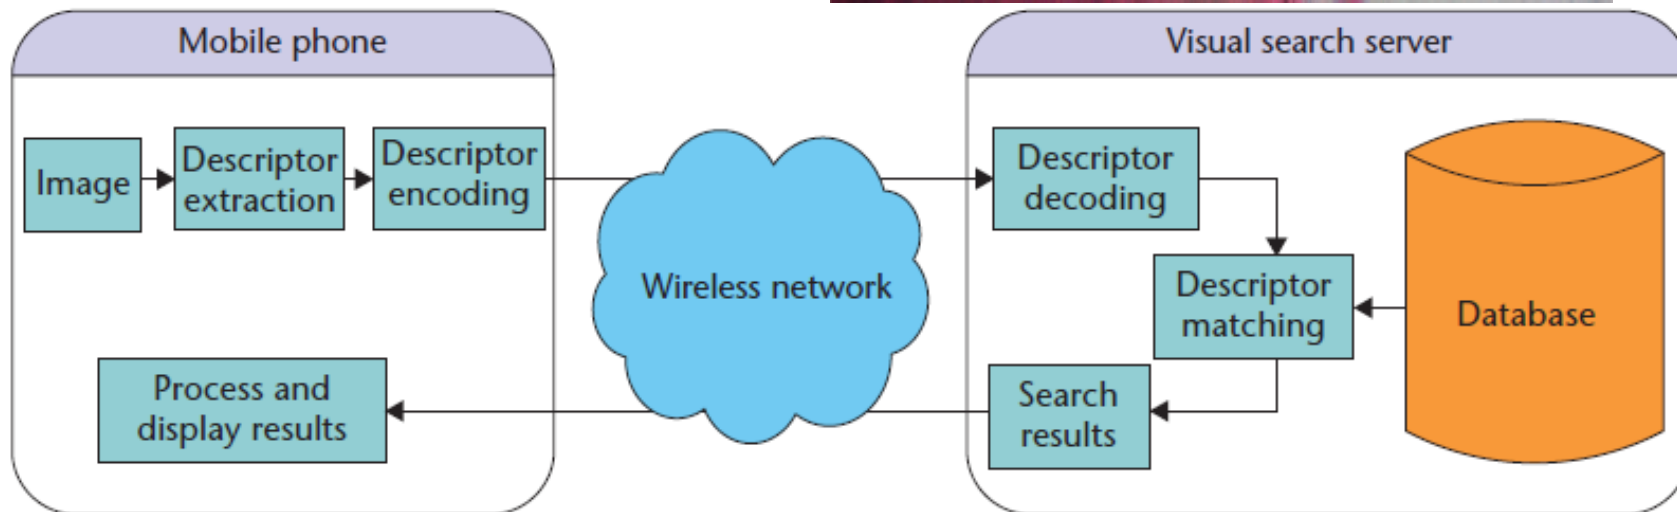 Mobile phone
Image
Descriptor
extraction
Descriptor
encoding
Process and
display results
Wireless network
Visual search server
Descriptor
decoding
Descriptor
matching
Search
results
Database